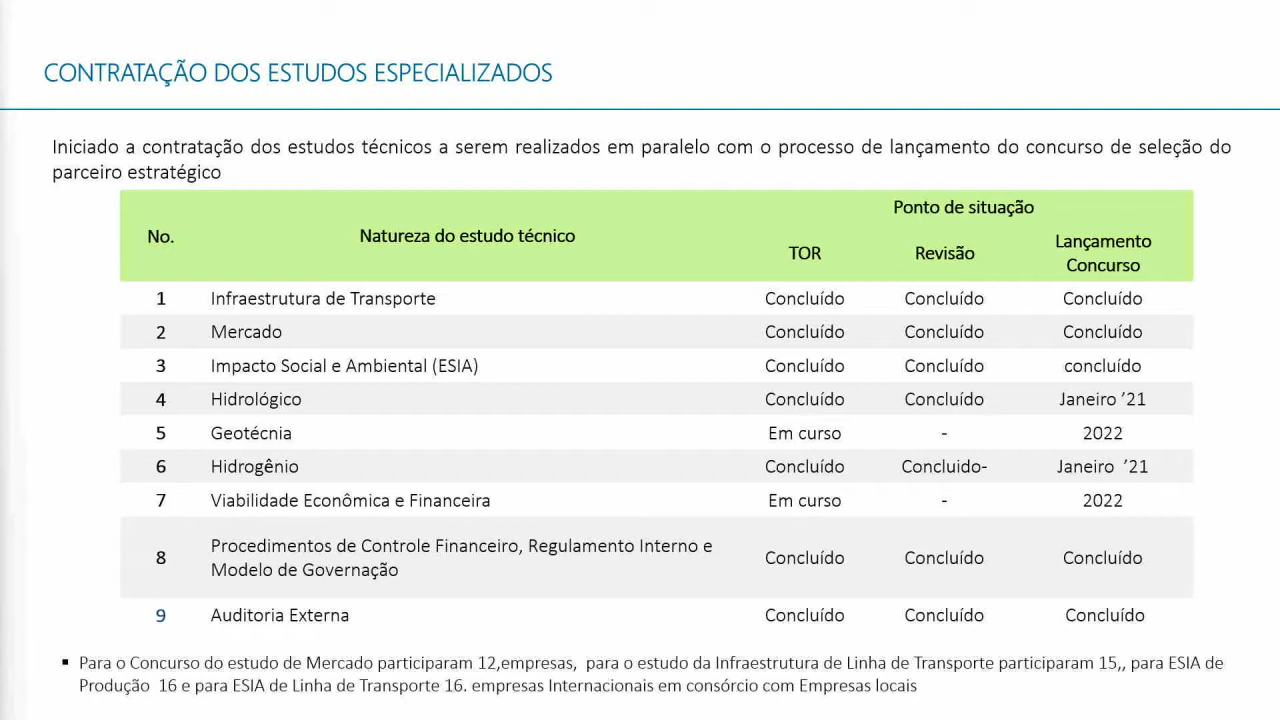 CONTRATAÇÃO DOS ESTUDOS ESPECIALIZADOS
Iniciado a contratação dos estudos técnicos a serem realizados em paralelo com o processo de lançamento do concurso de seleção do
parceiro estratégico
No. Natureza do estudo técnico Ponto de situação
TOR Revisão Lançamento Concurso
1 Infraestrutura de Transporte Concluído Concluído Concluído
2 Mercado Concluído Concluído Concluído
3 Impacto Social e Ambiental (ESIA) Concluído Concluído concluído
4 Hidrológico Concluído Concluído Janeiro ’21
5 Geotécnia Em curso - 2022
6 Hidrogênio Concluído Concluido- Janeiro ’21
7 Viabilidade Econômica e Financeira Em curso - 2022
8 Procedimentos de Controle Financeiro, Regulamento Interno e
Modelo de Governação Concluído Concluído Concluído
9 Auditoria Externa Concluído Concluído Concluído
▪ Para o Concurso do estudo de Mercado participaram 12,empresas, para o estudo da Infraestrutura de Linha de Transporte participaram 15,, para ESIA de
Produção 16 e para ESIA de Linha de Transporte 16. empresas Internacionais em consórcio com Empresas locais